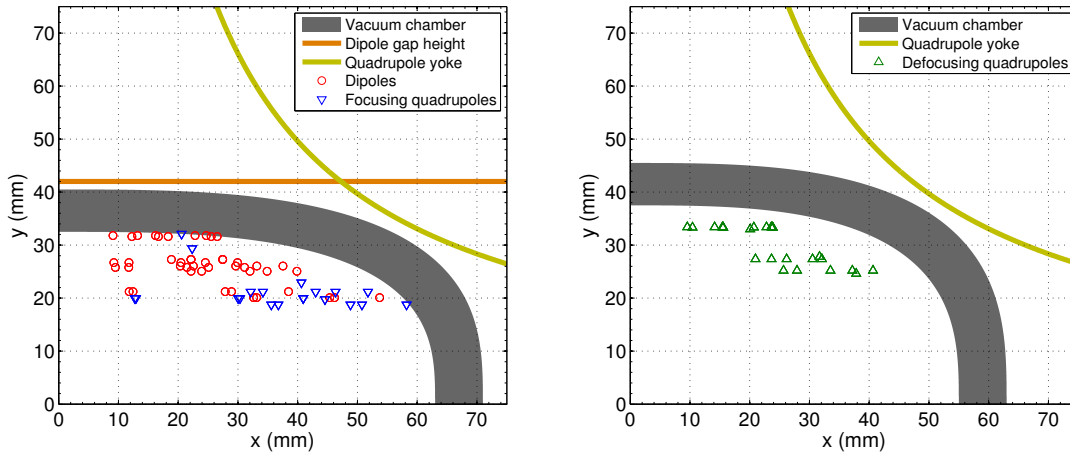 Vacuum chamber
Dipole gap height
Quadrupole yoke
Dipoles
Focusing quadrupoles
70
60
50
40
30
20
10
0
y (mm)
0 10 20 30 40 50 60 70
x (mm)
Vacuum chamber
Quadrupole yoke
Defocusing quadrupoles
70
60
50
40
30
20
10
0
y (mm)
0 10 20 30 40 50 60 70
x (mm)